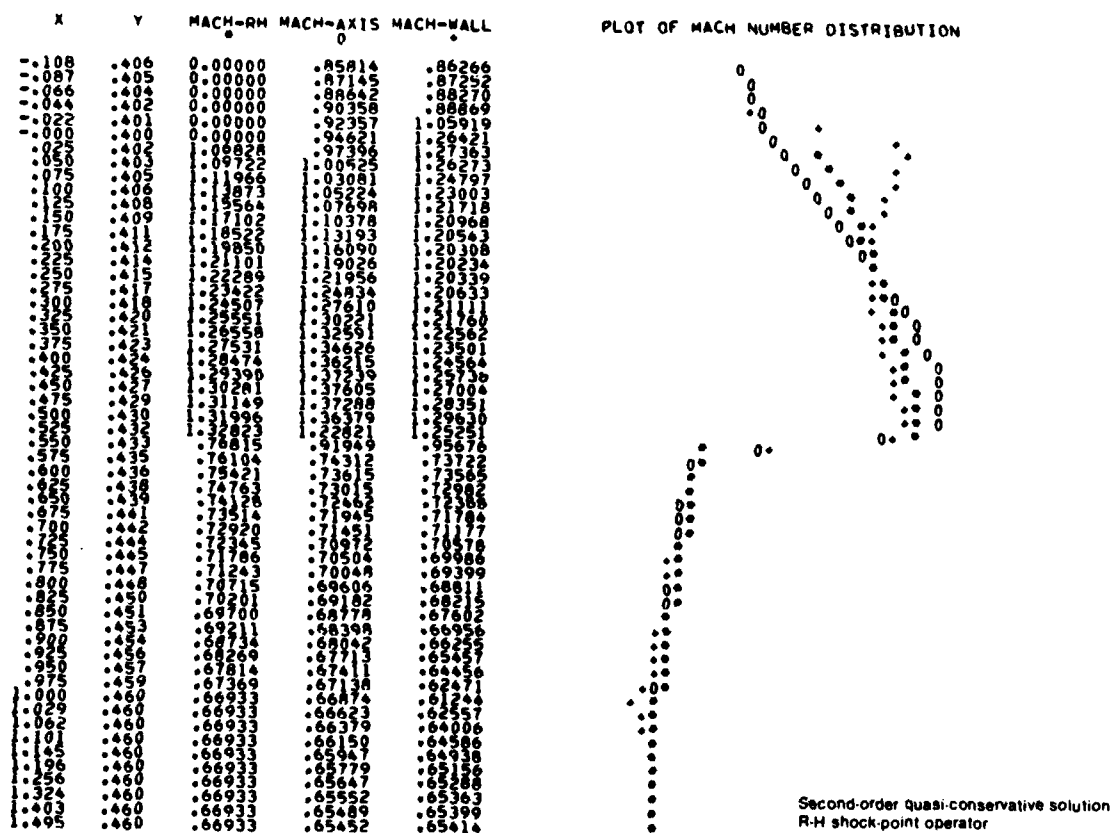 X Y MACH-RH MACH-AXIS MACH-WALL PLOT OF MACH NUMBER DISTRIBUTION
* 0 +
-.108 .406 0.00000 .85814 .86266
-.087 .405 0.00000 .87145 .87252
-.066 .404 0.00000 .88642 .88270
-.044 .402 0.00000 .90358 .88869
-.022 .401 0.00000 .92357 1.05919
-.000 .400 0.00000 .94621 1.26421
.025 .402 1.06828 .97396 1.27363
.050 .403 1.09722 1.00525 1.26273
.075 .405 1.11966 1.03081 1.24797
.100 .406 1.13873 1.05224 1.23003
.125 .408 1.15564 1.07698 1.21718
.150 .409 1.17102 1.10378 1.20968
.175 .411 1.18522 1.13193 1.20543
.200 .412 1.19850 1.16090 1.20308
.225 .414 1.21101 1.19026 1.20234
.250 .415 1.22289 1.21956 1.20339
.275 .417 1.23422 1.24834 1.20633
.300 .418 1.24507 1.27610 1.21111
.325 .420 1.25551 1.30221 1.21760
.350 .421 1.26558 1.32591 1.22562
.375 .423 1.27531 1.34626 1.23501
.400 .424 1.28474 1.36215 1.24564
.425 .426 1.29390 1.37239 1.25736
.450 .427 1.30281 1.37605 1.27004
.475 .429 1.31149 1.37288 1.28351
.500 .430 1.31996 1.36379 1.29630
.525 .432 1.32823 1.22821 1.25251
.550 .433 .76815 .91949 .95676
.575 .435 .76104 .74312 .73722
.600 .436 .75421 .73615 .73562
.625 .438 .74763 .73015 .72982
.650 .439 .74128 .72462 .72388
.675 .441 .73514 .71945 .71784
.700 .442 .72920 .71451 .71177
.725 .444 .72345 .70972 .70578
.750 .445 .71786 .70504 .69986
.775 .447 .71243 .70048 .69399
.800 .448 .70715 .69606 .68811
.825 .450 .70201 .69182 .68215
.850 .451 .69700 .68778 .67602
.875 .453 .69211 .68398 .66956
.900 .454 .68734 .68042 .66255
.925 .456 .68269 .67713 .65427
.950 .457 .67814 .67411 .64456
.975 .459 .67369 .67138 .62471
1.000 .460 .66933 .66874 .61244
1.029 .460 .66933 .66623 .62557
1.062 .460 .66933 .66379 .64006
1.101 .460 .66933 .66150 .64586
1.145 .460 .66933 .65947 .64938
1.196 .460 .66933 .65779 .65156
1.256 .460 .66933 .65647 .65288
1.324 .460 .66933 .65552 .65363
1.403 .460 .66933 .65489 .65399
1.495 .460 .66933 .65452 .65414
Second-order quasi-conservative solution
R-H shock-point operator